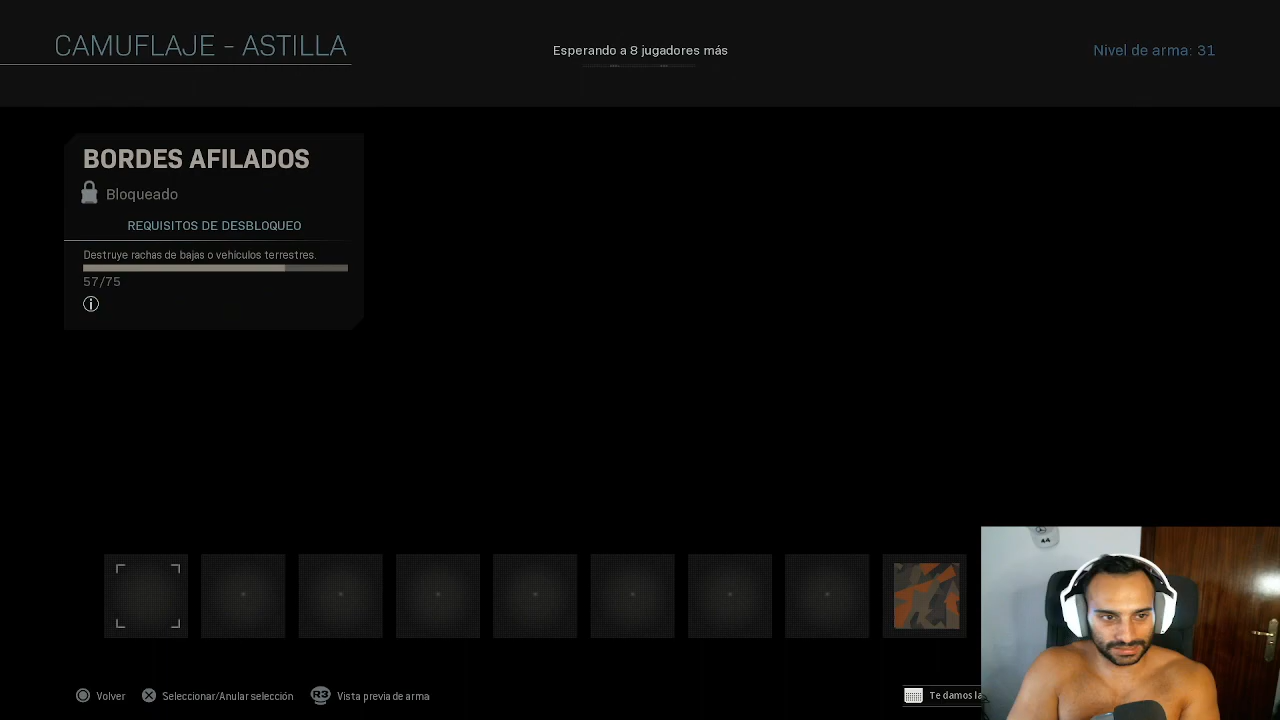 CAMUFLAJE - ASTILLA
Esperando a 8 jugadores más
Nivel de arma: 31
BORDES AFILADOS
Bloqueado
REQUISITOS DE DESBLOQUEO
Destruye rachas de bajas o vehículos terrestres.
57/75
Volver
Seleccionar/Anular selección
R3
Vista previa de arma
Te damos la